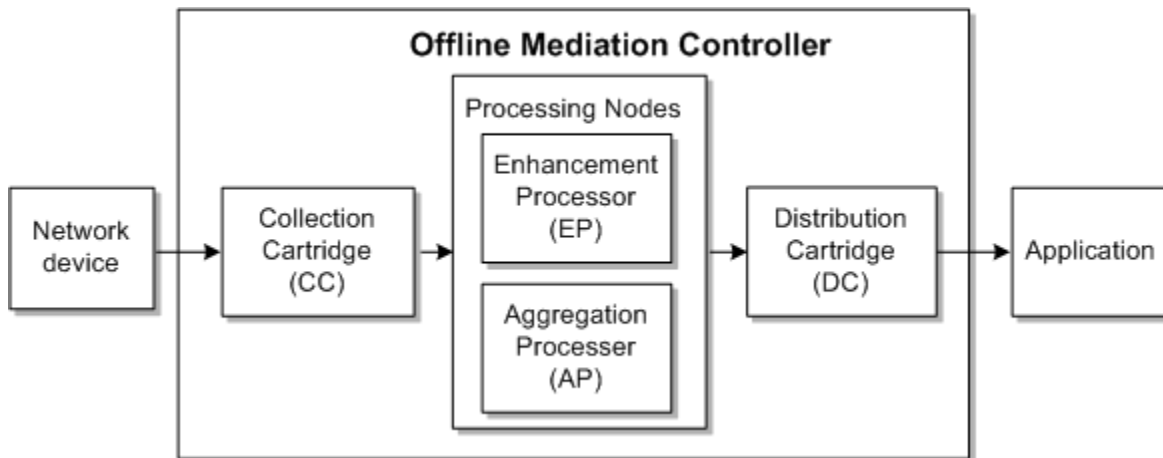 Offline Mediation Controller
Processing Nodes
Enhancement
Processor
(EP)
Network
device
Collection
Cartridge
(CC)
Distribution
Cartridge
(DC)
Application
Aggregation
Processer
(AP)